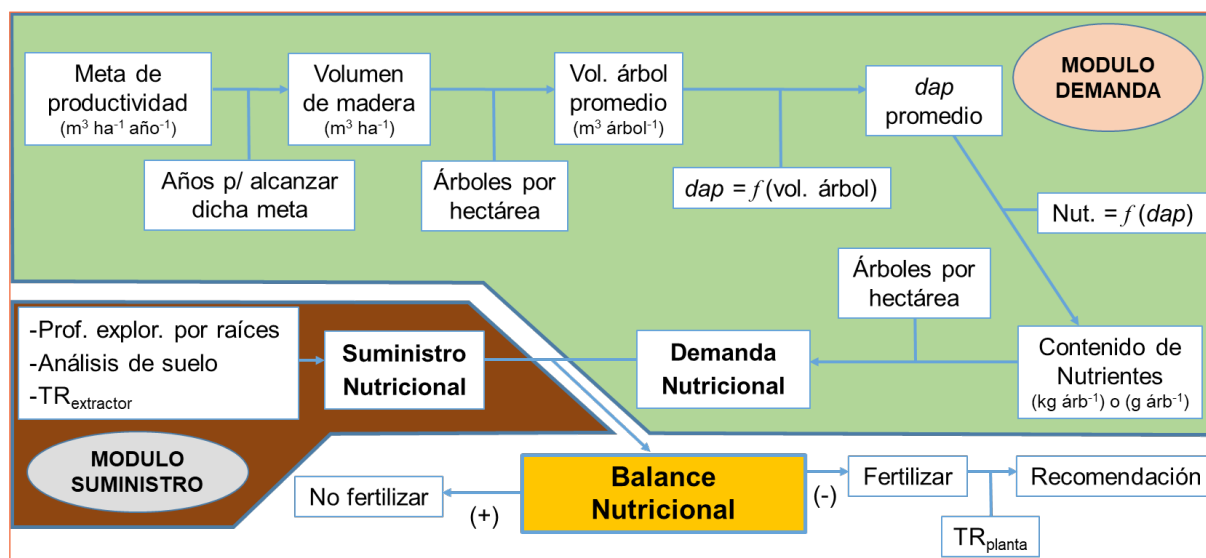 Meta de
productividad
(m³ ha⁻¹ año⁻¹)
Volumen
de madera
(m³ ha⁻¹)
Vol. árbol
promedio
(m³ árbol⁻¹)
dap
promedio
MODULO
DEMANDA
Años p/ alcanzar
dicha meta
Árboles por
hectárea
dap = f (vol. árbol)
Nut. = f (dap)
Árboles por
hectárea
-Prof. explor. por raíces
-Análisis de suelo
-TRextractor
Suministro
Nutricional
Demanda
Nutricional
Contenido de
Nutrientes
(kg árb⁻¹) o (g árb⁻¹)
MODULO
SUMINISTRO
No fertilizar
(+)
Balance
Nutricional
(-)
Fertilizar
Recomendación
TRplanta